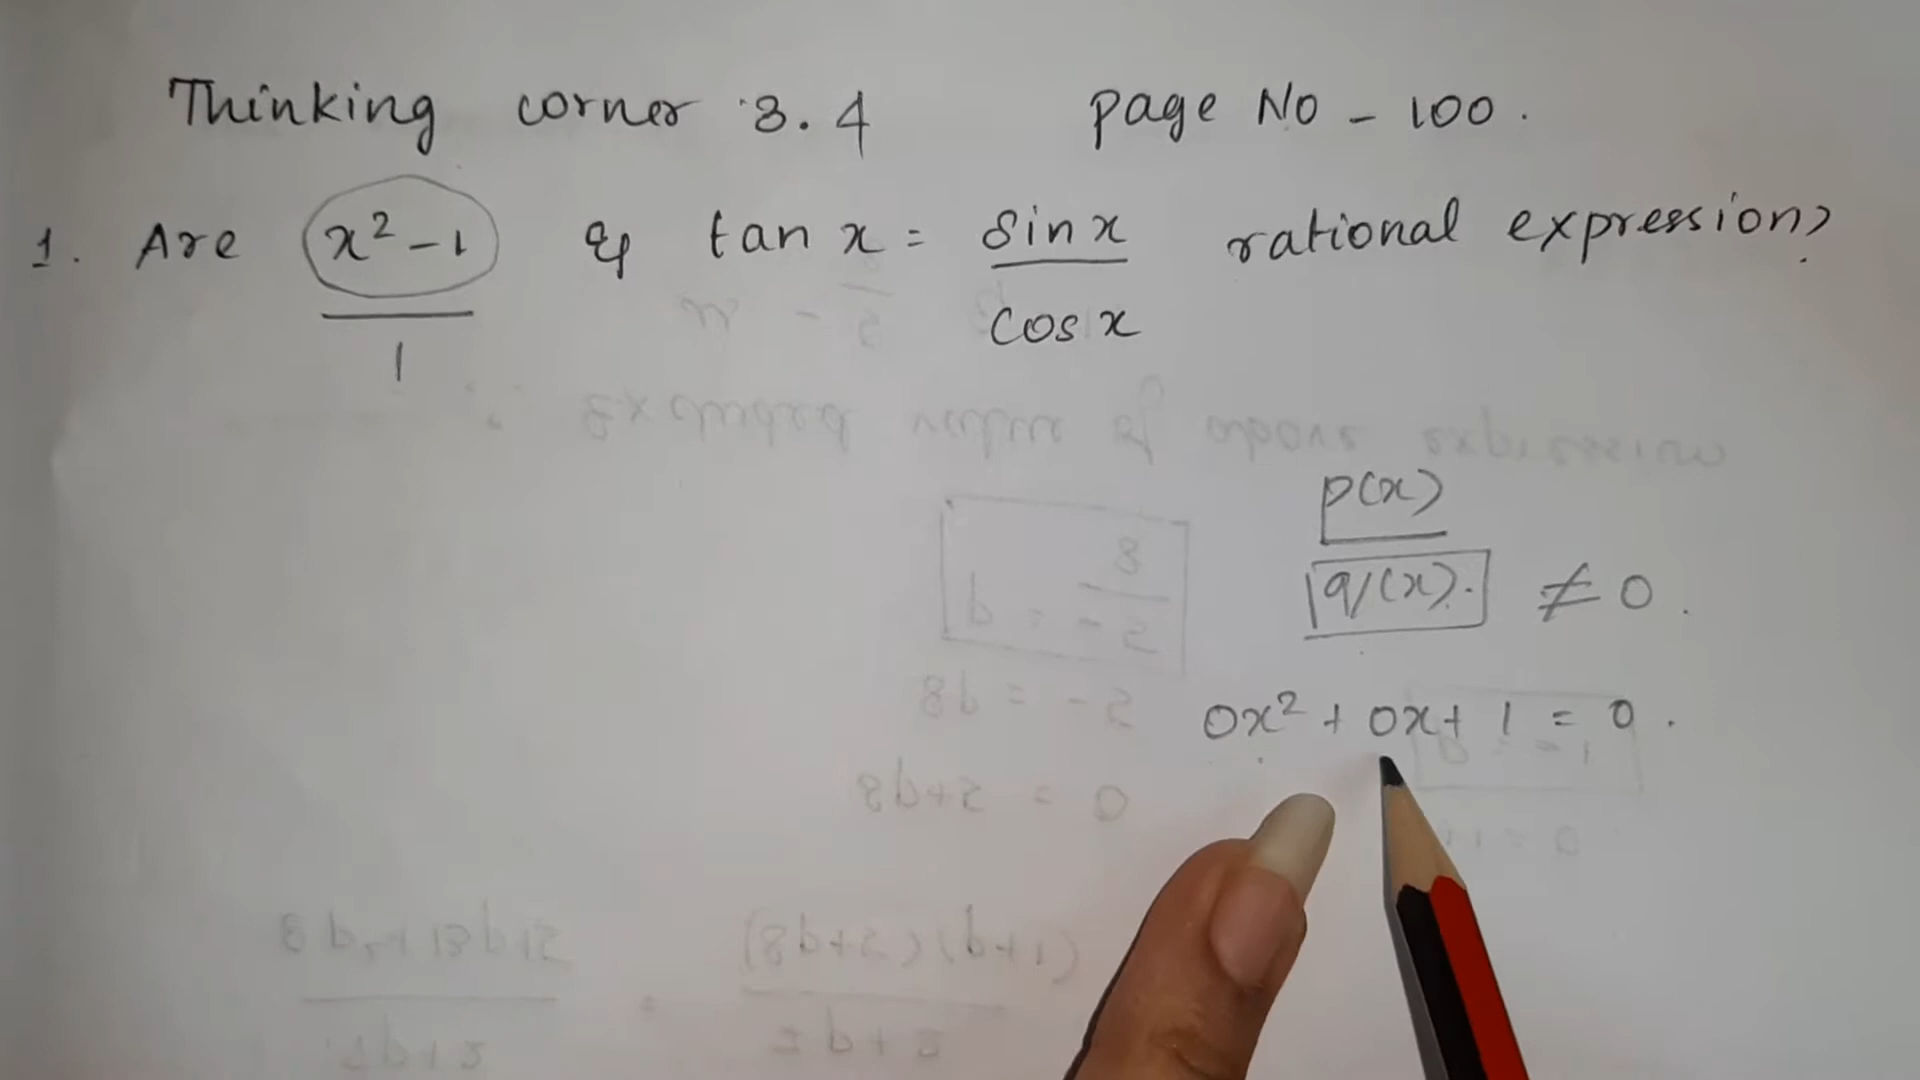 Thinking corner 3.4 page No - 100.
1. Are x² - 1 / 1 & tan x = sin x / cos x rational expression?
p(x) / q(x). ≠ 0.
0x² + 0x + 1 = 0.